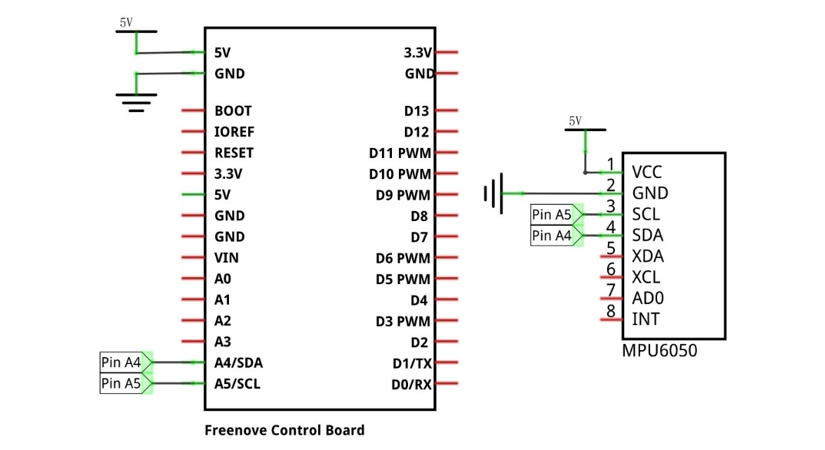 5V
5V
GND
BOOT
IOREF
RESET
3.3V
5V
GND
GND
VIN
A0
A1
A2
A3
Pin A4
A4/SDA
Pin A5
A5/SCL
3.3V
GND
D13
D12
D11 PWM
D10 PWM
D9 PWM
D8
D7
D6 PWM
D5 PWM
D4
D3 PWM
D2
D1/TX
D0/RX
Freenove Control Board
5V
1 VCC
2 GND
Pin A5 3 SCL
Pin A4 4 SDA
5 XDA
6 XCL
7 AD0
8 INT
MPU6050